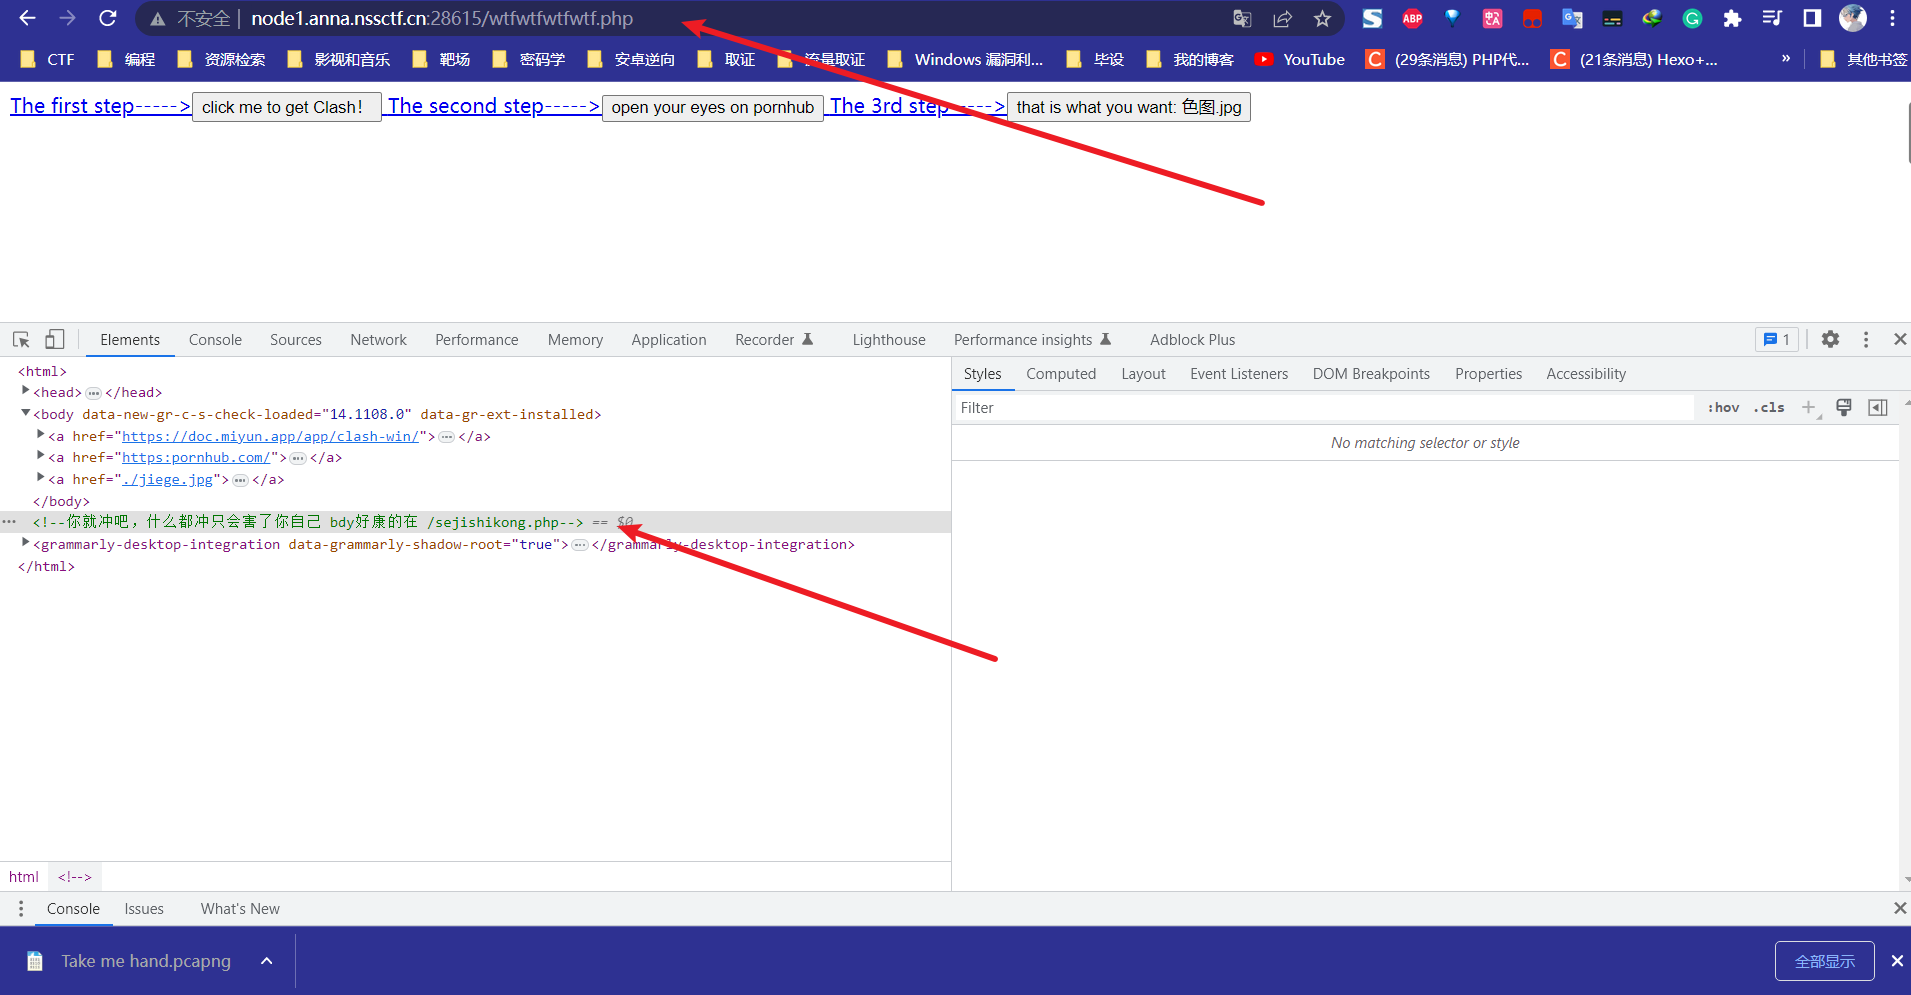 不安全 | node1.anna.nssctf.cn:28615/wtfwtfwtfwtf.php
CTF 编程 资源检索 影视和音乐 靶场 密码学 安卓逆向 取证 流量取证 Windows 漏洞利... 毕设 我的博客 YouTube (29条消息) PHP代... (21条消息) Hexo+... » 其他书签
The first step-----> click me to get Clash! The second step-----> open your eyes on pornhub The 3rd step-----> that is what you want: 色图.jpg
Elements Console Sources Network Performance Memory Application Recorder Lighthouse Performance insights Adblock Plus 1
<html>
<head>…</head>
<body data-new-gr-c-s-check-loaded="14.1108.0" data-gr-ext-installed>
<a href="https://doc.miyun.app/app/clash-win/">…</a>
<a href="https:pornhub.com/">…</a>
<a href="./jiege.jpg">…</a>
</body>
<!--你就冲吧，什么都冲只会害了你自己 bdy好康的在 /sejishikong.php--> == $0
<grammarly-desktop-integration data-grammarly-shadow-root="true">…</grammarly-desktop-integration>
</html>
Styles Computed Layout Event Listeners DOM Breakpoints Properties Accessibility
Filter :hov .cls
No matching selector or style
html <!-->
Console Issues What's New
Take me hand.pcapng 全部显示